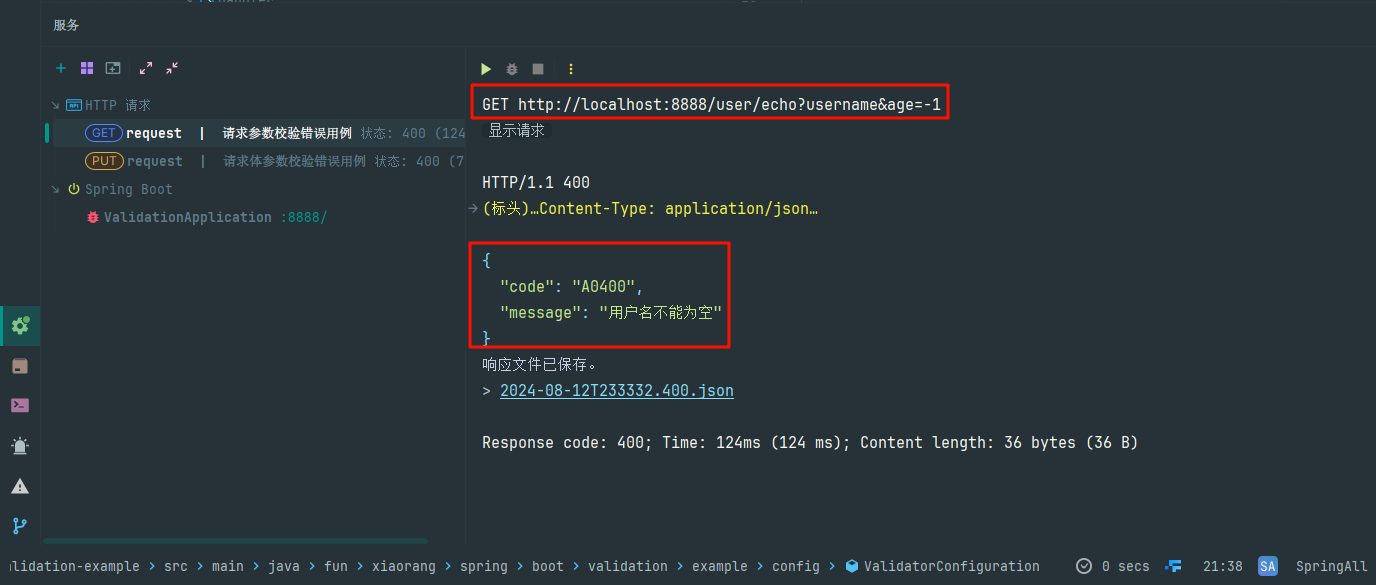 服务
HTTP 请求
GET request | 请求参数校验错误用例 状态: 400 (124
PUT request | 请求体参数校验错误用例 状态: 400 (7
Spring Boot
ValidationApplication :8888/
GET http://localhost:8888/user/echo?username&age=-1
显示请求
HTTP/1.1 400
(标头)…Content-Type: application/json…
{
"code": "A0400",
"message": "用户名不能为空"
}
响应文件已保存。
> 2024-08-12T233332.400.json
Response code: 400; Time: 124ms (124 ms); Content length: 36 bytes (36 B)
lidation-example > src > main > java > fun > xiaorang > spring > boot > validation > example > config > ValidatorConfiguration 0 secs 21:38 SA SpringAll